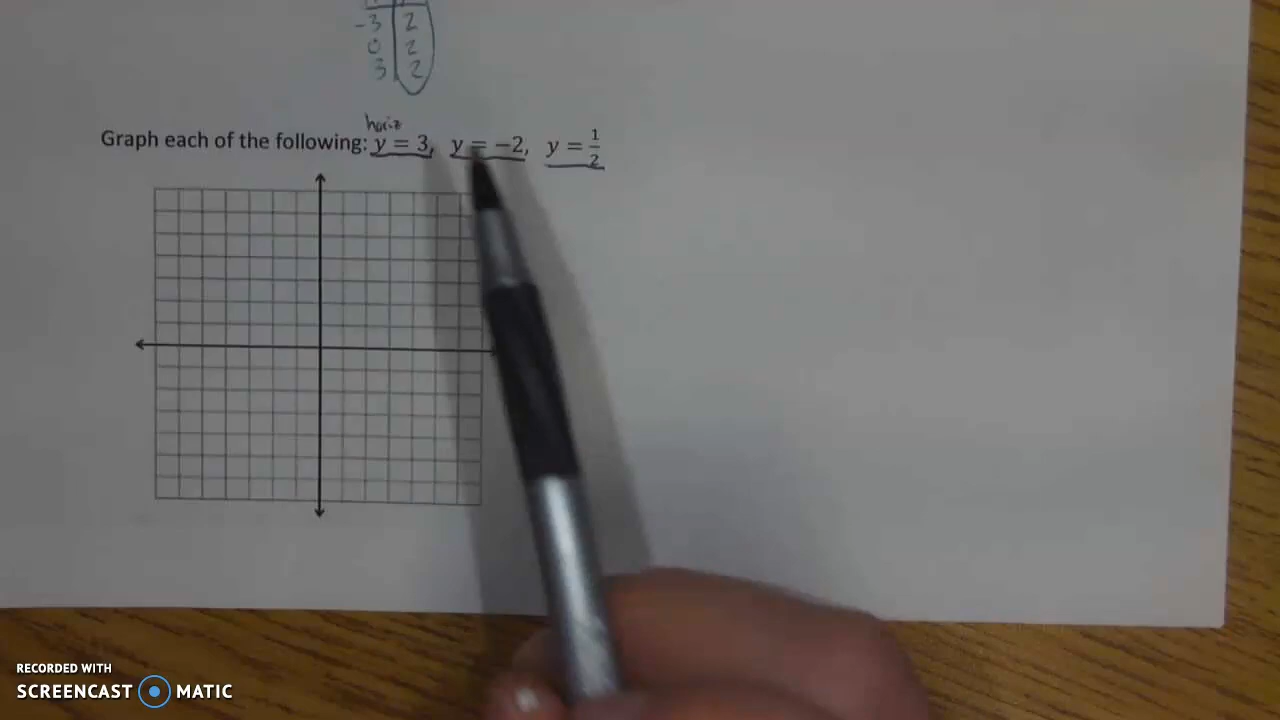 -3 2
0 2
3 2
horiz
Graph each of the following: y = 3, y = −2, y = 1/2
RECORDED WITH
SCREENCAST MATIC